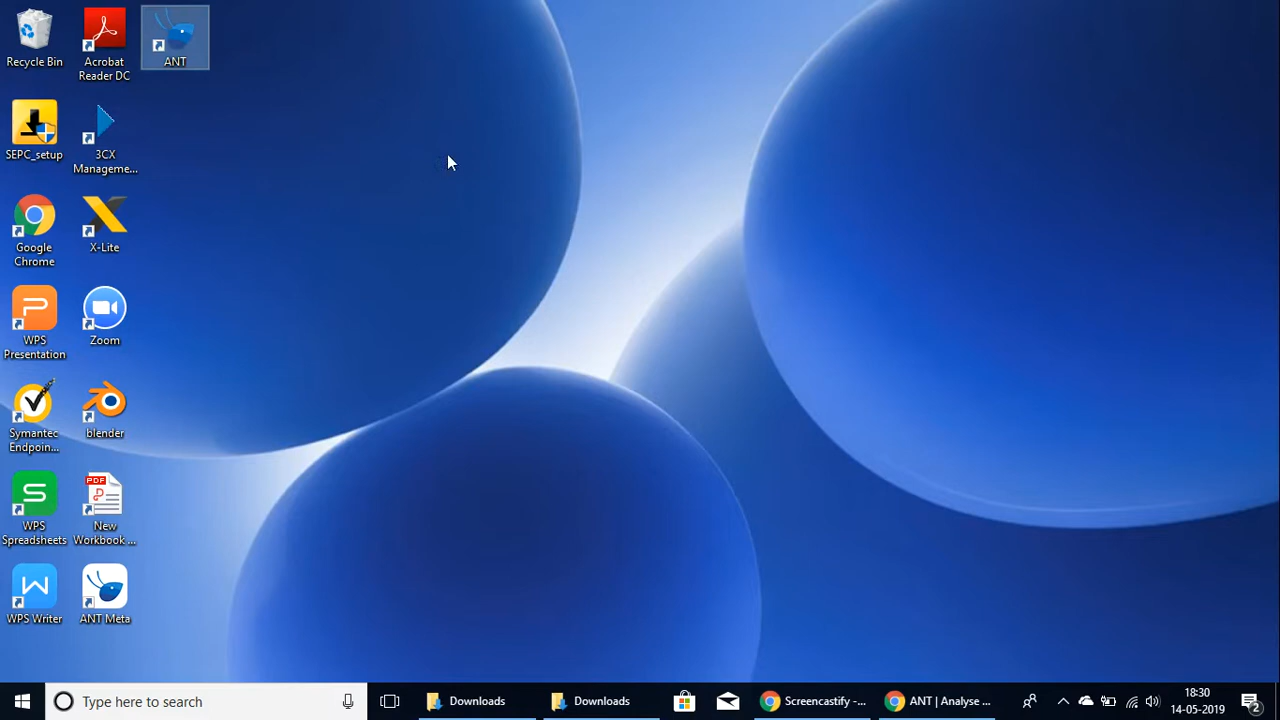 Recycle Bin
Acrobat
Reader DC
ANT
SEPC_setup
3CX
Manageme...
Google
Chrome
X-Lite
WPS
Presentation
Zoom
Symantec
Endpoin...
blender
WPS
Spreadsheets
PDF
New
Workbook ...
WPS Writer
ANT Meta
Type here to search
Downloads
Downloads
Screencastify -...
ANT | Analyse ...
18:30
14-05-2019
2